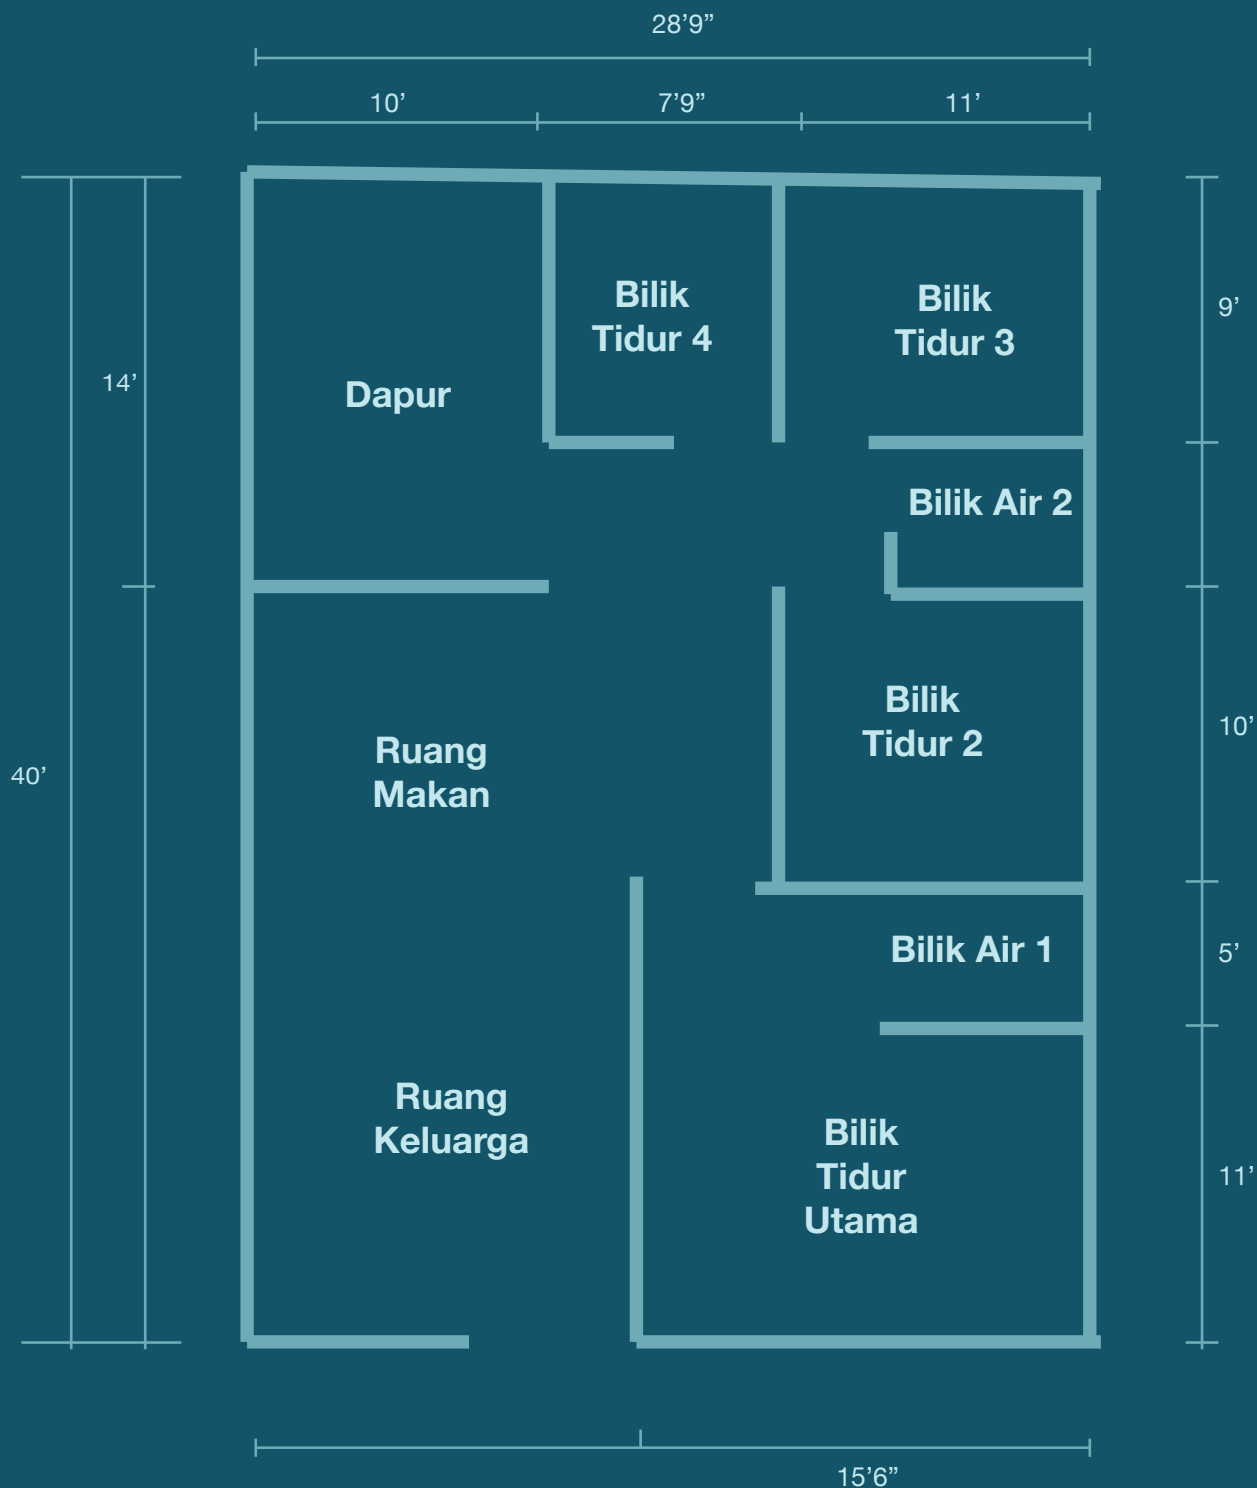 28’9”
10’
7’9”
11’
Bilik
Tidur 4
Bilik
Tidur 3
9’
14’
Dapur
Bilik Air 2
Bilik
Tidur 2
10’
Ruang
Makan
40’
Bilik Air 1
5’
Ruang
Keluarga
Bilik
Tidur
Utama
11’
15’6”